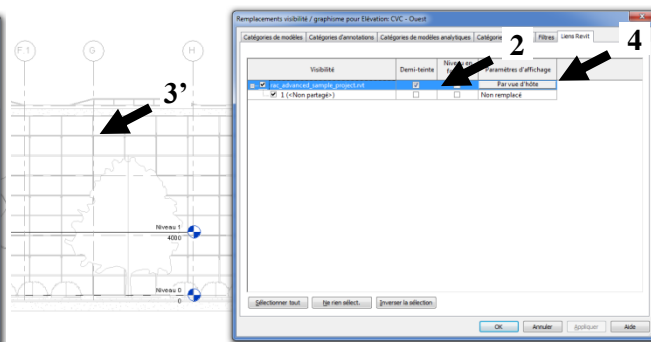 F.1 G H
3’
Niveau 1
4000
Niveau 0
0
Remplacements visibilité / graphisme pour Elévation: CVC - Ouest
Catégories de modèles Catégories d'annotations Catégories de modèles analytiques Filtres Liens Revit
2 4
Visibilité Demi-teinte Paramètres d'affichage
rac_advanced_sample_project.rvt Par vue d'hôte
1 (<Non partagé>) Non remplacé
Sélectionner tout Ne rien sélect. Inverser la sélection
OK Annuler Appliquer Aide